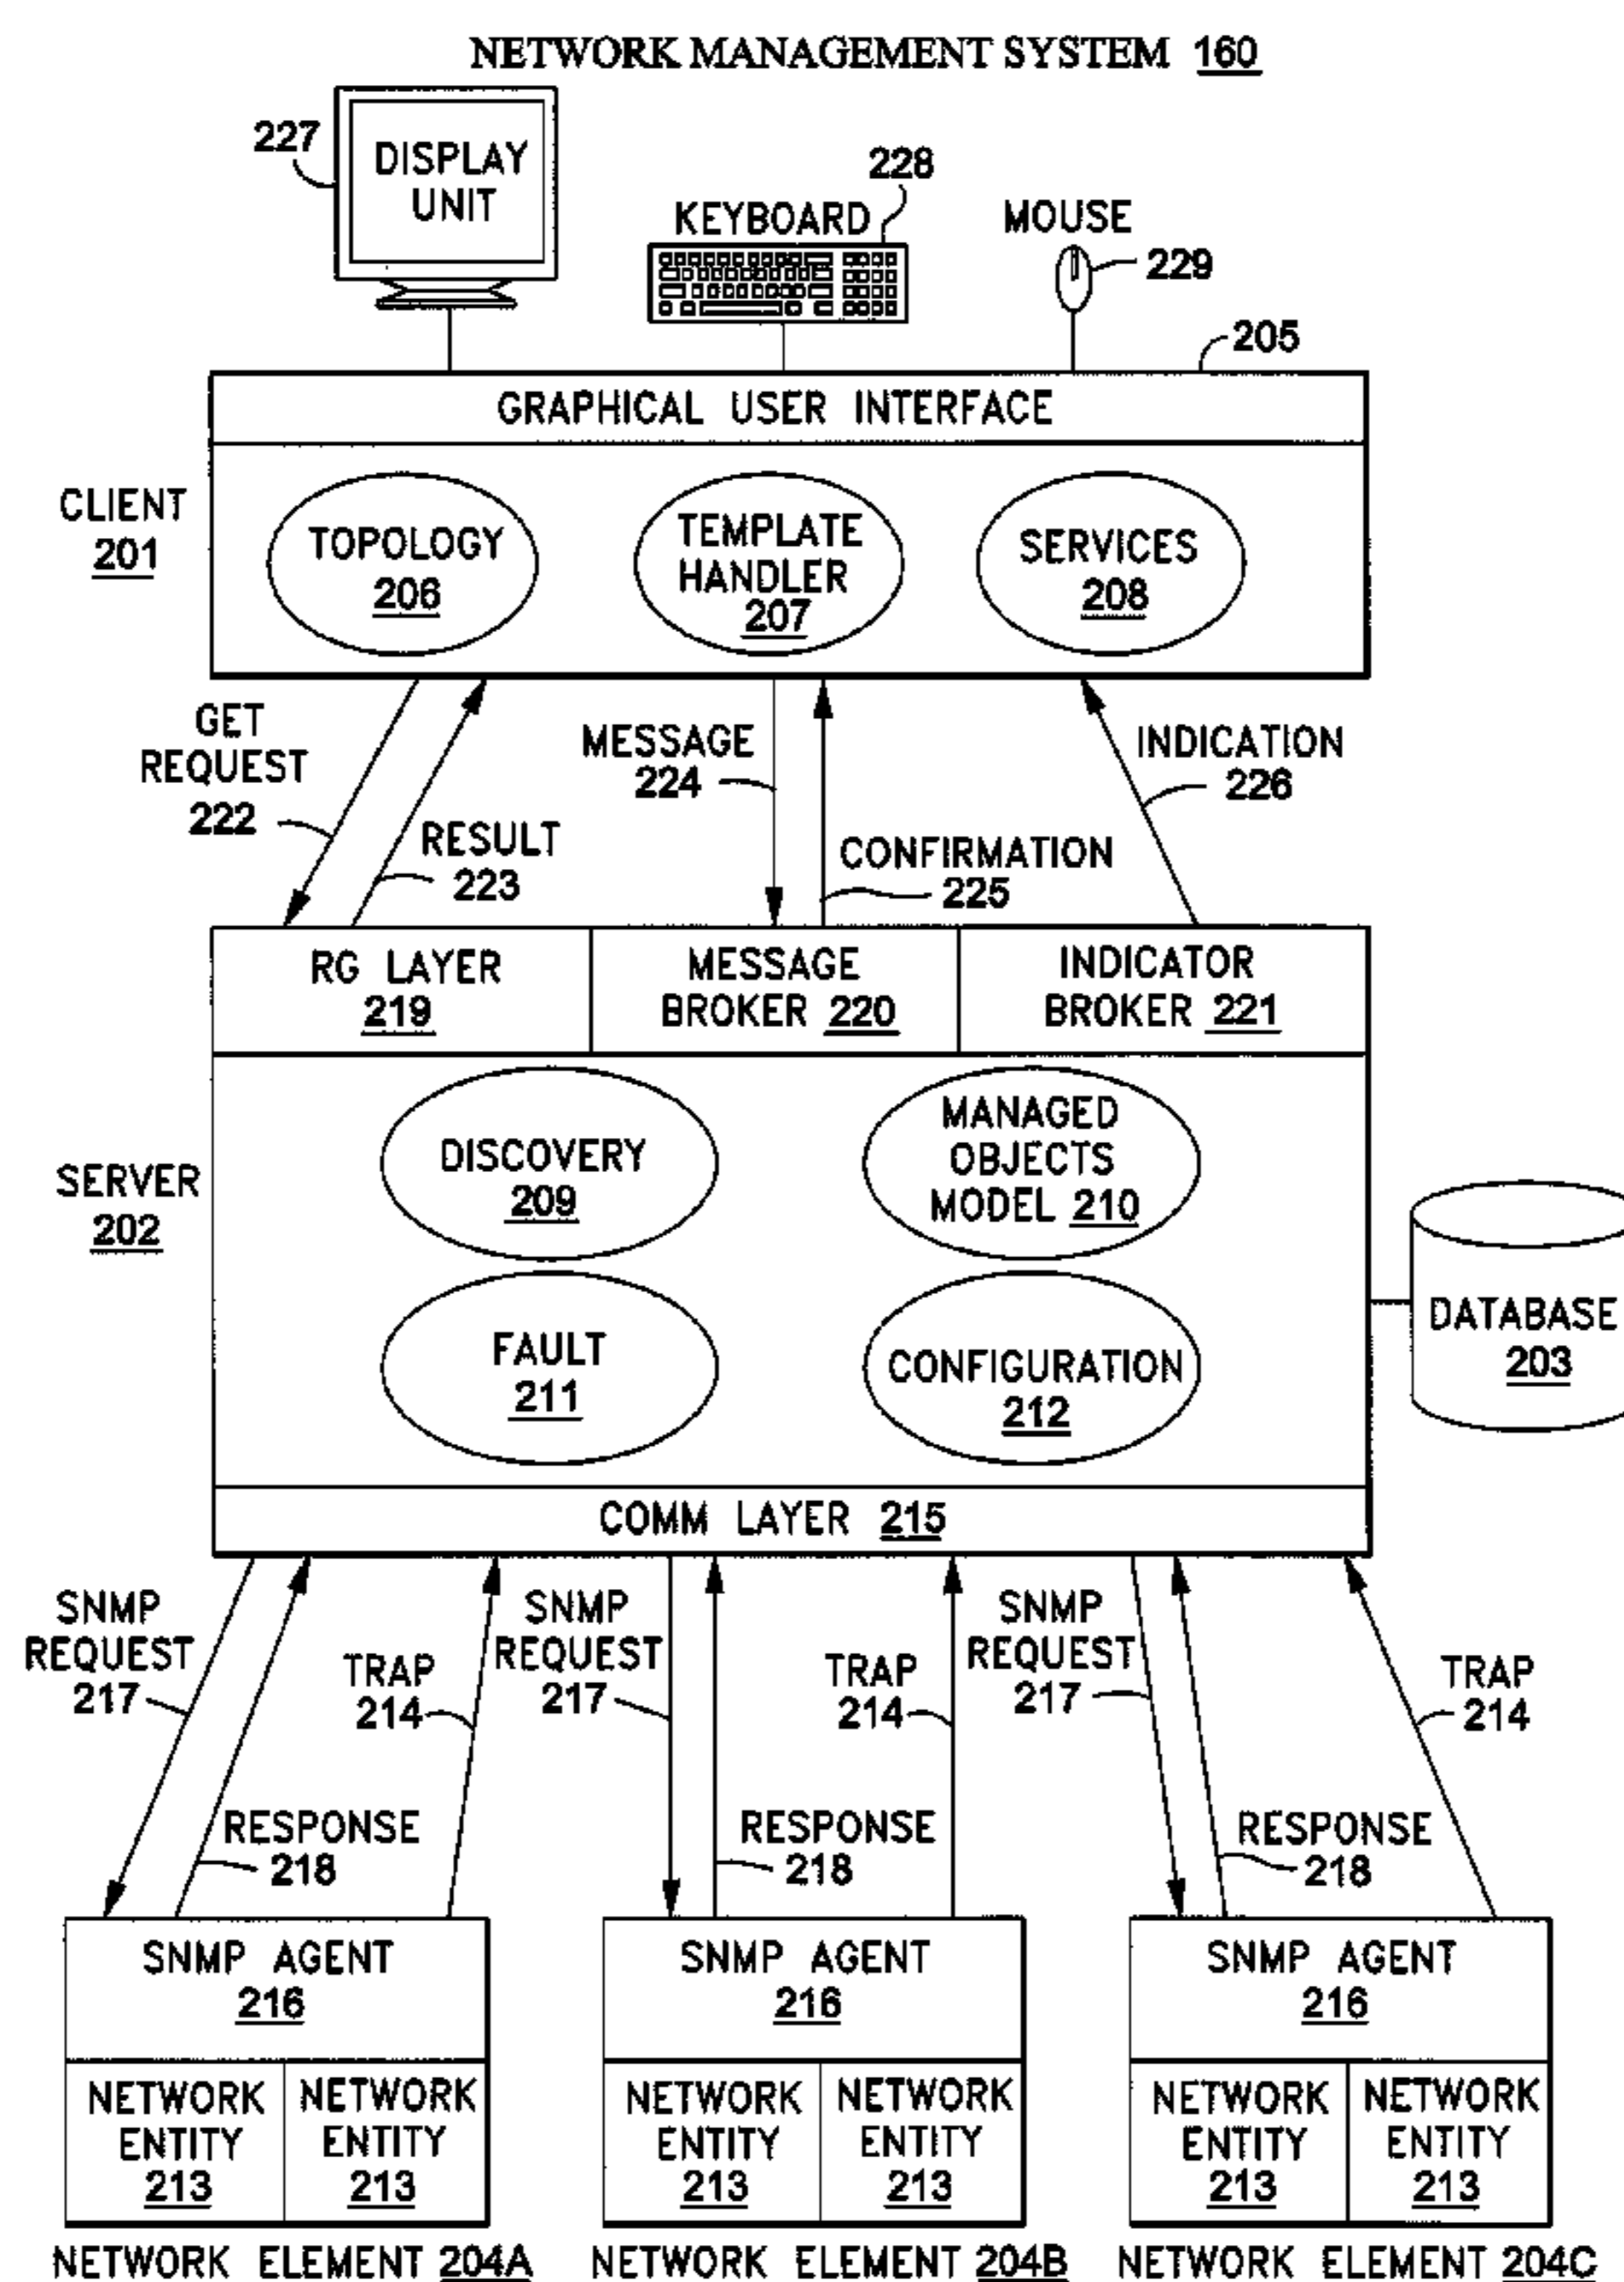 NETWORK MANAGEMENT SYSTEM 160
227
DISPLAY
UNIT
228
KEYBOARD
MOUSE
229
205
GRAPHICAL USER INTERFACE
CLIENT
201
TOPOLOGY
206
TEMPLATE
HANDLER
207
SERVICES
208
GET
REQUEST
222
RESULT
223
MESSAGE
224
CONFIRMATION
225
INDICATION
226
RG LAYER
219
MESSAGE
BROKER 220
INDICATOR
BROKER 221
SERVER
202
DISCOVERY
209
MANAGED
OBJECTS
MODEL 210
FAULT
211
CONFIGURATION
212
DATABASE
203
COMM LAYER 215
SNMP
REQUEST
217
RESPONSE
218
TRAP
214
SNMP
REQUEST
217
RESPONSE
218
TRAP
214
SNMP
REQUEST
217
RESPONSE
218
TRAP
214
SNMP AGENT
216
NETWORK
ENTITY
213
NETWORK
ENTITY
213
NETWORK ELEMENT 204A
SNMP AGENT
216
NETWORK
ENTITY
213
NETWORK
ENTITY
213
NETWORK ELEMENT 204B
SNMP AGENT
216
NETWORK
ENTITY
213
NETWORK
ENTITY
213
NETWORK ELEMENT 204C